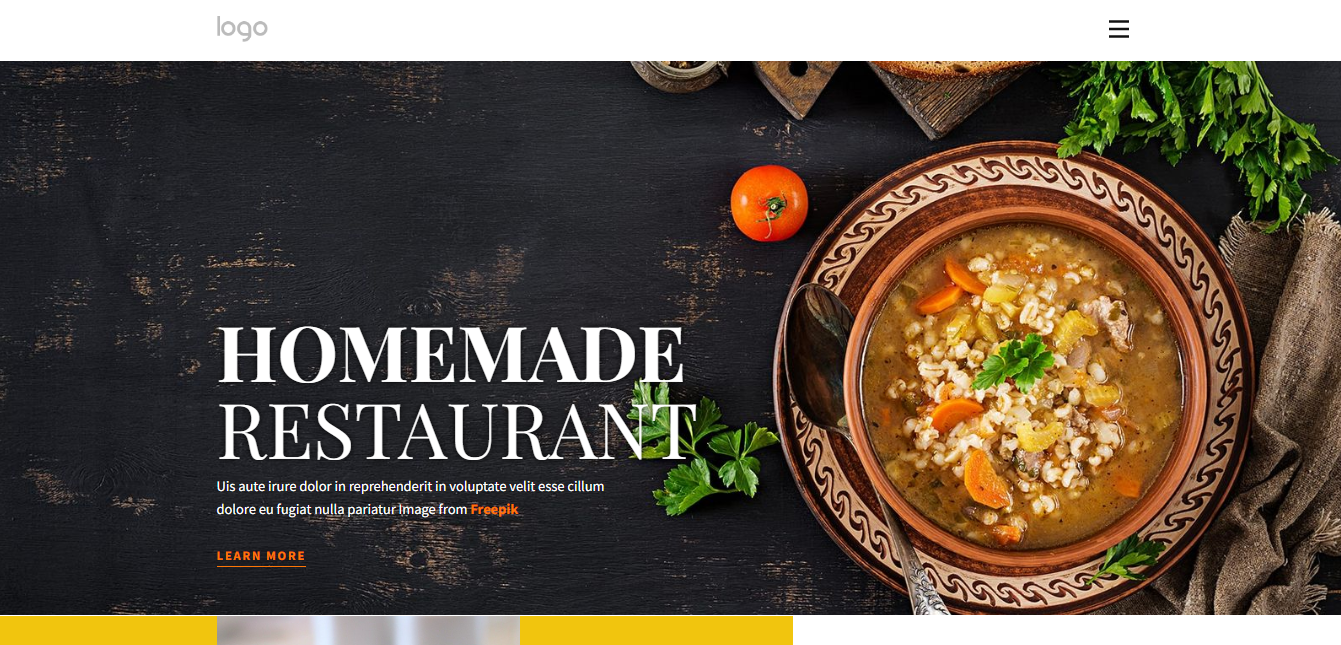 logo
HOMEMADE
RESTAURANT
Uis aute irure dolor in reprehenderit in voluptate velit esse cillum
dolore eu fugiat nulla pariatur Image from Freepik
LEARN MORE